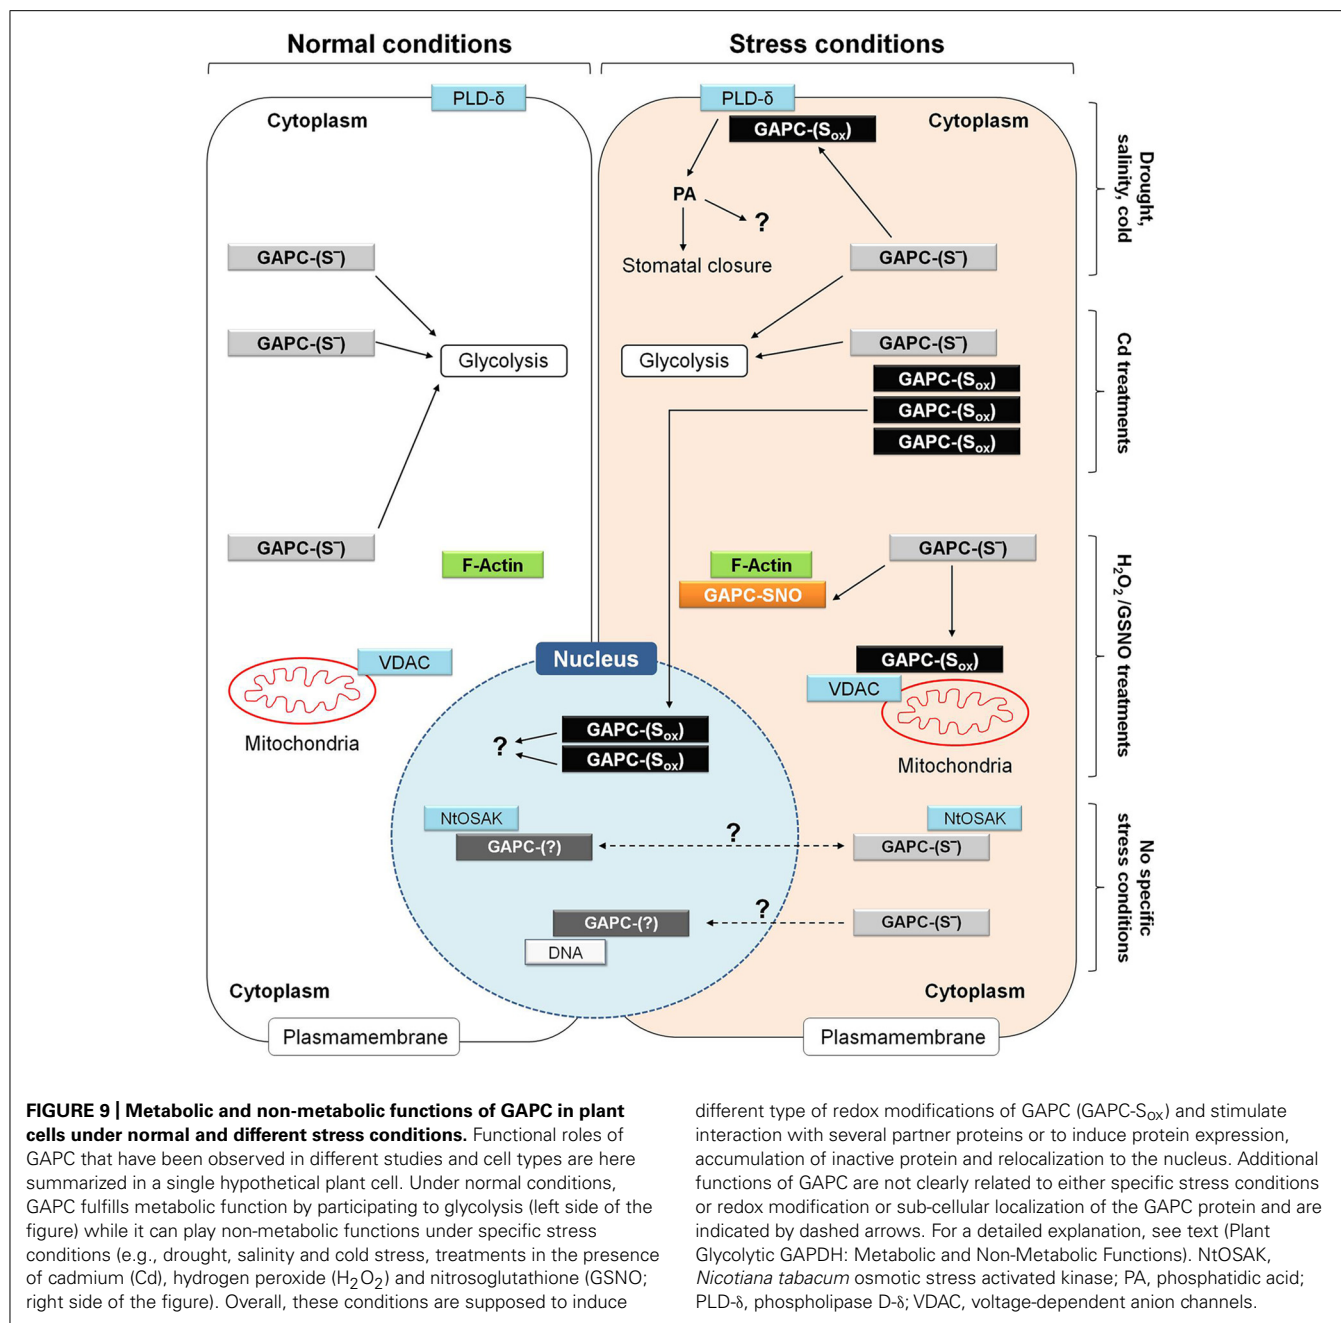 Normal conditions
Stress conditions
PLD-δ
Cytoplasm
GAPC-(S⁻)
GAPC-(S⁻)
Glycolysis
GAPC-(S⁻)
F-Actin
VDAC
Mitochondria
Cytoplasm
Plasmamembrane
PLD-δ
GAPC-(Sox)
Cytoplasm
PA
?
Stomatal closure
GAPC-(S⁻)
Glycolysis
GAPC-(S⁻)
GAPC-(Sox)
GAPC-(Sox)
GAPC-(Sox)
F-Actin
GAPC-SNO
GAPC-(S⁻)
GAPC-(Sox)
VDAC
Mitochondria
Nucleus
GAPC-(Sox)
?
GAPC-(Sox)
NtOSAK
GAPC-(?)
?
NtOSAK
GAPC-(S⁻)
GAPC-(?)
DNA
?
GAPC-(S⁻)
Cytoplasm
Plasmamembrane
Drought,
salinity, cold
Cd treatments
H₂O₂ /GSNO treatments
No specific
stress conditions
FIGURE 9 | Metabolic and non-metabolic functions of GAPC in plant
cells under normal and different stress conditions. Functional roles of
GAPC that have been observed in different studies and cell types are here
summarized in a single hypothetical plant cell. Under normal conditions,
GAPC fulfills metabolic function by participating to glycolysis (left side of the
figure) while it can play non-metabolic functions under specific stress
conditions (e.g., drought, salinity and cold stress, treatments in the presence
of cadmium (Cd), hydrogen peroxide (H₂O₂) and nitrosoglutathione (GSNO;
right side of the figure). Overall, these conditions are supposed to induce
different type of redox modifications of GAPC (GAPC-Sox) and stimulate
interaction with several partner proteins or to induce protein expression,
accumulation of inactive protein and relocalization to the nucleus. Additional
functions of GAPC are not clearly related to either specific stress conditions
or redox modification or sub-cellular localization of the GAPC protein and are
indicated by dashed arrows. For a detailed explanation, see text (Plant
Glycolytic GAPDH: Metabolic and Non-Metabolic Functions). NtOSAK,
Nicotiana tabacum osmotic stress activated kinase; PA, phosphatidic acid;
PLD-δ, phospholipase D-δ; VDAC, voltage-dependent anion channels.